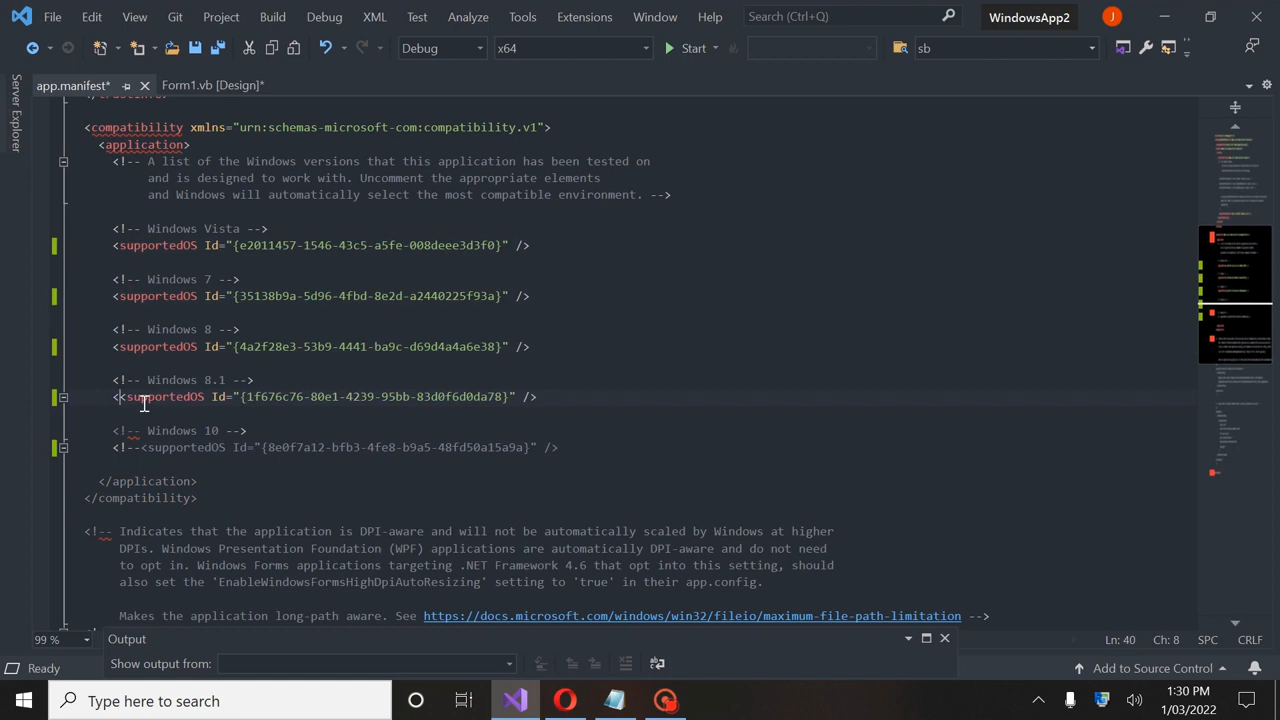 File Edit View Git Project Build Debug XML Test Analyze Tools Extensions Window Help Search (Ctrl+Q) WindowsApp2 J
Debug x64 Start sb
app.manifest* Form1.vb [Design]*
Server Explorer
<compatibility xmlns="urn:schemas-microsoft-com:compatibility.v1">
<application>
<!-- A list of the Windows versions that this application has been tested on
and is designed to work with. Uncomment the appropriate elements
and Windows will automatically select the most compatible environment. -->
<!-- Windows Vista -->
<supportedOS Id="{e2011457-1546-43c5-a5fe-008deee3d3f0}" />
<!-- Windows 7 -->
<supportedOS Id="{35138b9a-5d96-4fbd-8e2d-a2440225f93a}" />
<!-- Windows 8 -->
<supportedOS Id="{4a2f28e3-53b9-4441-ba9c-d69d4a4a6e38}" />
<!-- Windows 8.1 -->
<supportedOS Id="{1f676c76-80e1-4239-95bb-83d0f6d0da78}" />
<!-- Windows 10 -->
<!--<supportedOS Id="{8e0f7a12-bfb3-4fe8-b9a5-48fd50a15a9a}" />
</application>
</compatibility>
<!-- Indicates that the application is DPI-aware and will not be automatically scaled by Windows at higher
DPIs. Windows Presentation Foundation (WPF) applications are automatically DPI-aware and do not need
to opt in. Windows Forms applications targeting .NET Framework 4.6 that opt into this setting, should
also set the 'EnableWindowsFormsHighDpiAutoResizing' setting to 'true' in their app.config.
Makes the application long-path aware. See https://docs.microsoft.com/windows/win32/fileio/maximum-file-path-limitation -->
99 % Ln: 40 Ch: 8 SPC CRLF
Output
Show output from:
Ready Add to Source Control
Type here to search 1:30 PM
1/03/2022